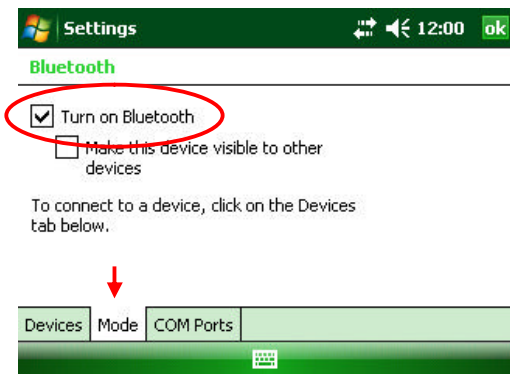 Settings 12:00 ok
Bluetooth
Turn on Bluetooth
Make this device visible to other
devices
To connect to a device, click on the Devices
tab below.
Devices Mode COM Ports